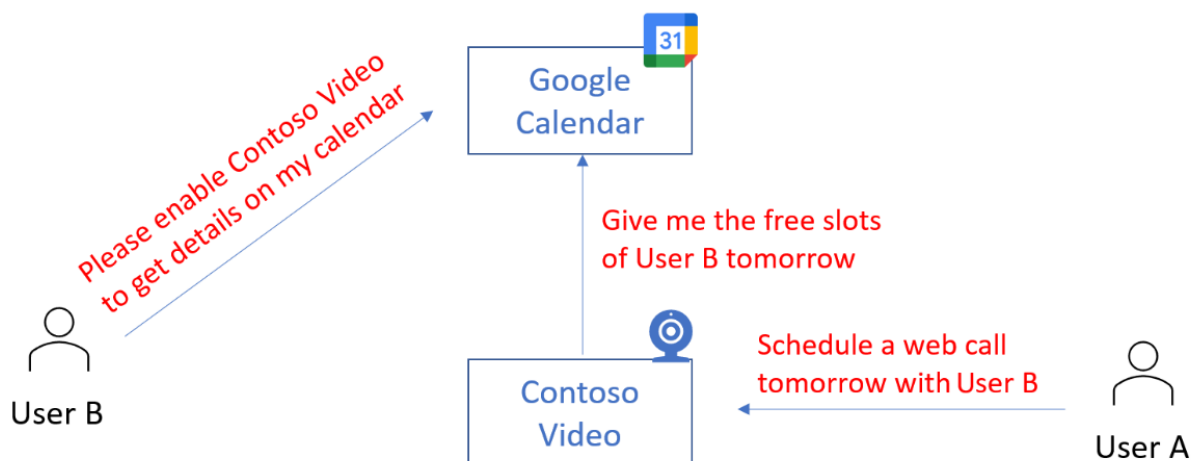 31
Google
Calendar
Please enable Contoso Video
to get details on my calendar
Give me the free slots
of User B tomorrow
Schedule a web call
tomorrow with User B
User B
Contoso
Video
User A